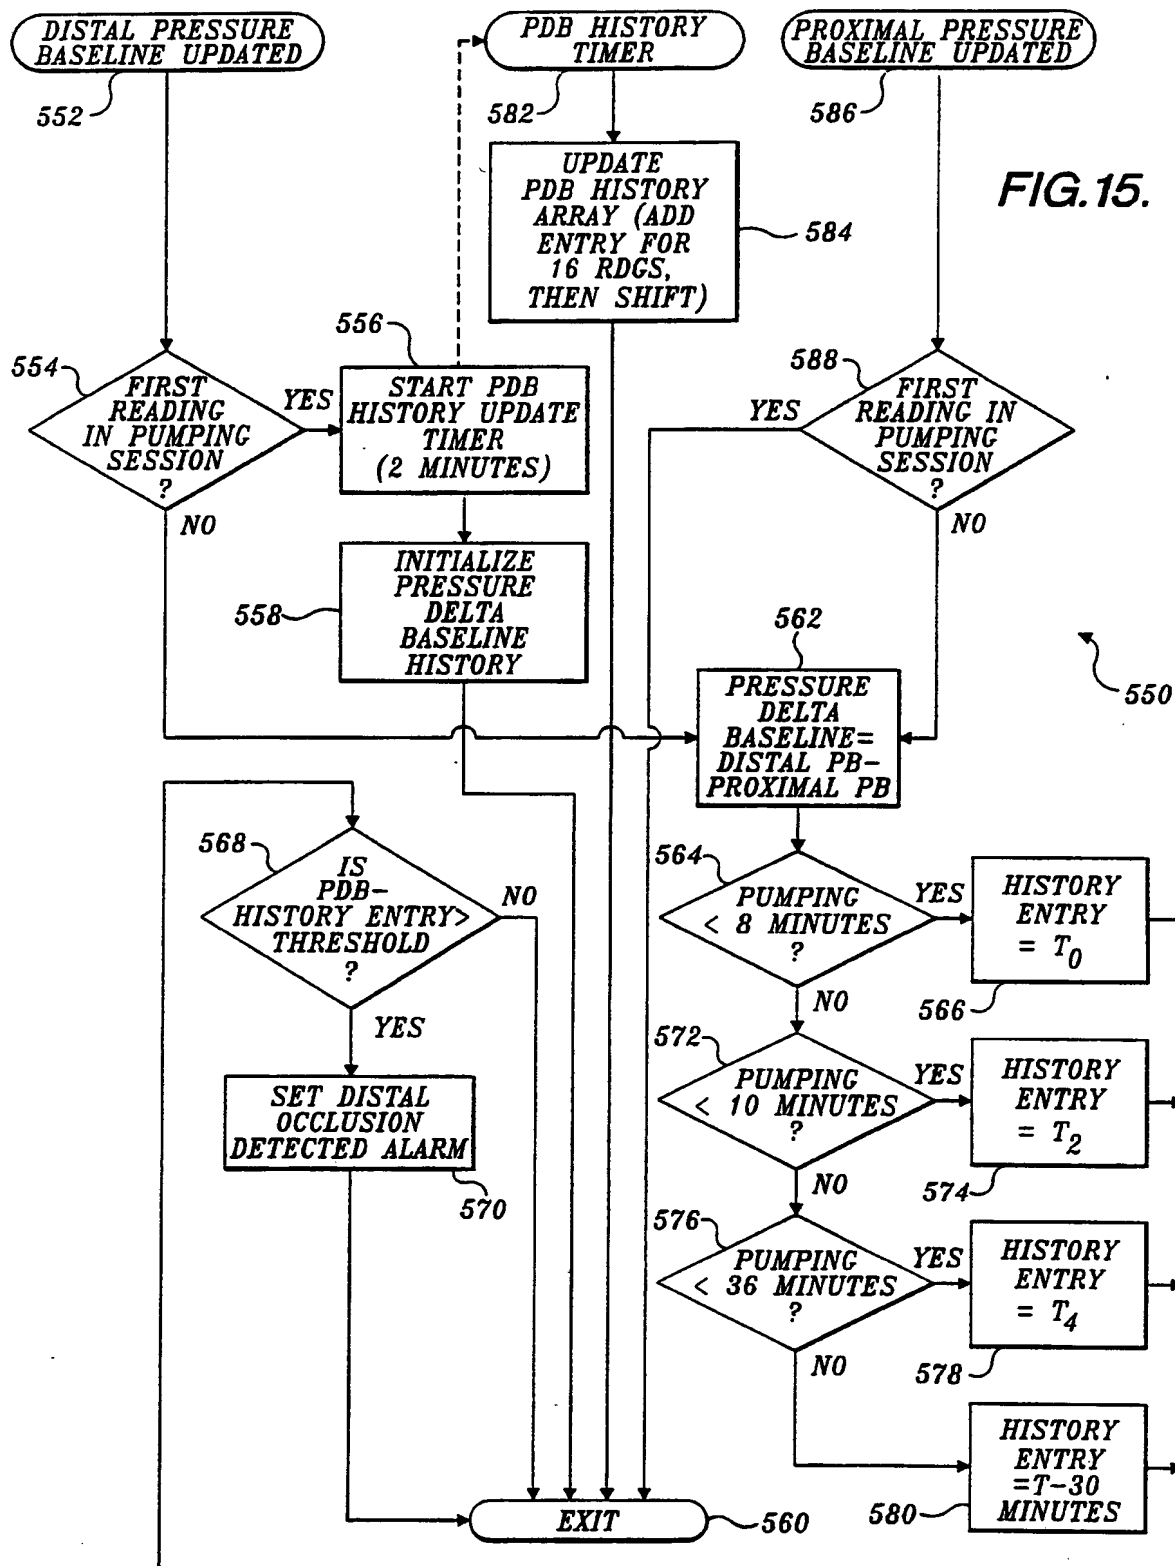 DISTAL PRESSURE
BASELINE UPDATED
552
PDB HISTORY
TIMER
582
PROXIMAL PRESSURE
BASELINE UPDATED
586
UPDATE
PDB HISTORY
ARRAY (ADD
ENTRY FOR
16 RDGS,
THEN SHIFT)
584
FIG. 15.
554
FIRST
READING
IN PUMPING
SESSION
?
YES
NO
556
START PDB
HISTORY UPDATE
TIMER
(2 MINUTES)
588
FIRST
READING IN
PUMPING
SESSION
?
YES
NO
558
INITIALIZE
PRESSURE
DELTA
BASELINE
HISTORY
562
PRESSURE
DELTA
BASELINE=
DISTAL PB-
PROXIMAL PB
550
568
IS
PDB-
HISTORY ENTRY>
THRESHOLD
?
NO
YES
564
PUMPING
< 8 MINUTES
?
YES
NO
HISTORY
ENTRY
= T0
566
572
PUMPING
< 10 MINUTES
?
YES
NO
HISTORY
ENTRY
= T2
574
SET DISTAL
OCCLUSION
DETECTED ALARM
570
576
PUMPING
< 36 MINUTES
?
YES
NO
HISTORY
ENTRY
= T4
578
HISTORY
ENTRY
=T-30
MINUTES
580
EXIT
560